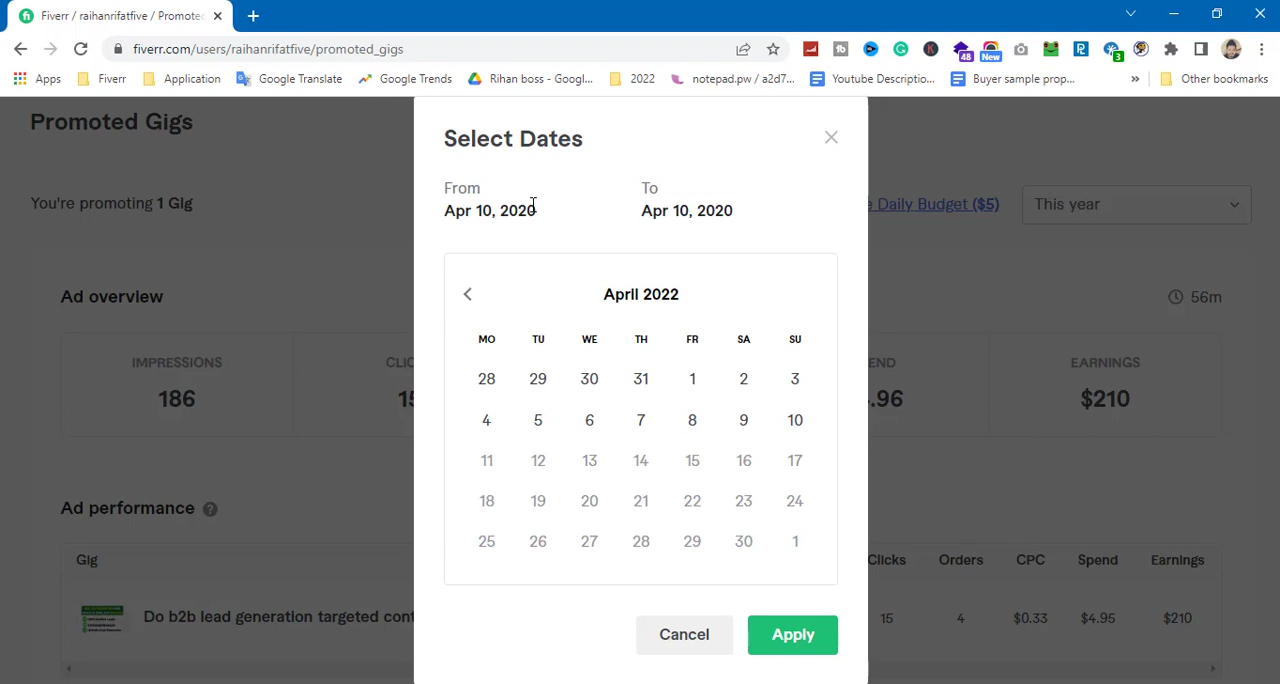 Fiverr / raihanrifatfive / Promoted
fiverr.com/users/raihanrifatfive/promoted_gigs
48 New 3
Apps Fiverr Application Google Translate Google Trends Rihan boss - Googl... 2022 notepad.pw / a2d7... Youtube Descriptio... Buyer sample prop... » Other bookmarks
Promoted Gigs
Select Dates
From To
Apr 10, 2020 Apr 10, 2020
You're promoting 1 Gig
Daily Budget ($5) This year
April 2022
Ad overview 56m
MO TU WE TH FR SA SU
IMPRESSIONS CLIC END EARNINGS
28 29 30 31 1 2 3
186 15 .96 $210
4 5 6 7 8 9 10
11 12 13 14 15 16 17
18 19 20 21 22 23 24
Ad performance ?
25 26 27 28 29 30 1
Gig Clicks Orders CPC Spend Earnings
Do b2b lead generation targeted cont 15 4 $0.33 $4.95 $210
Cancel Apply